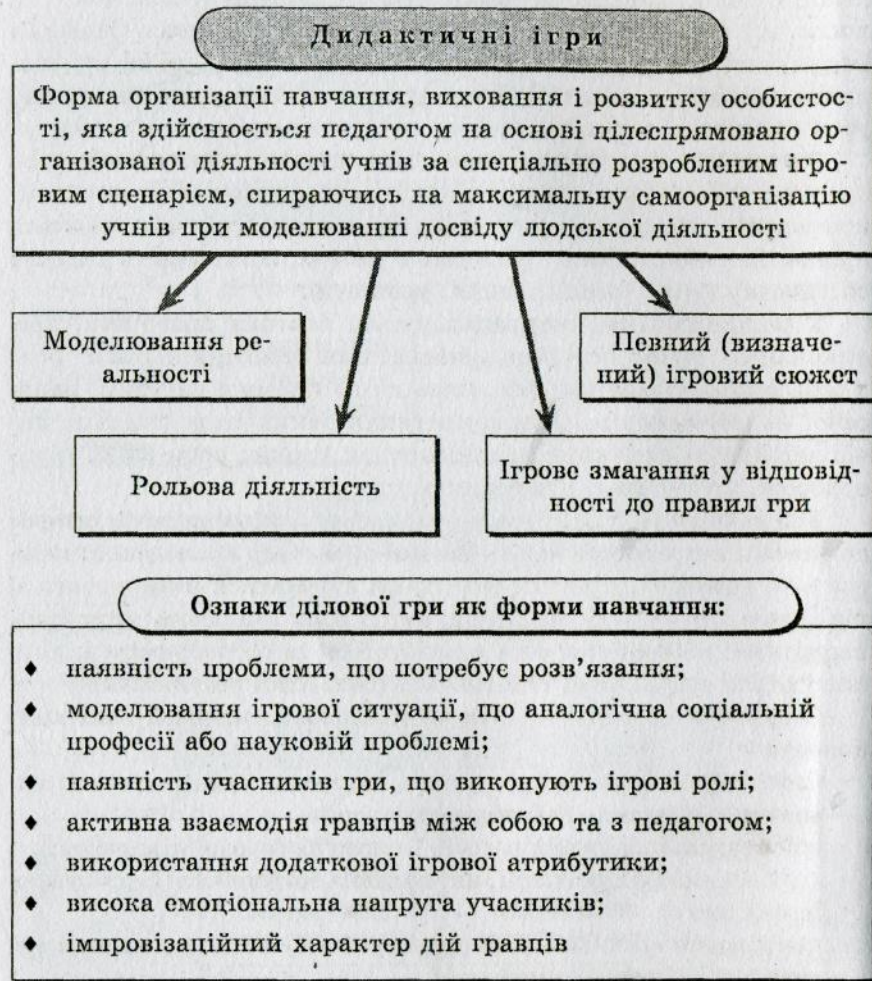 Дидактичні ігри
Форма організації навчання, виховання і розвитку особистос-
ті, яка здійснюється педагогом на основі цілеспрямовано ор-
ганізованої діяльності учнів за спеціально розробленим ігро-
вим сценарієм, спираючись на максимальну самоорганізацію
учнів при моделюванні досвіду людської діяльності
Моделювання ре-
альності
Певний (визначе-
ний) ігровий сюжет
Рольова діяльність
Ігрове змагання у відповід-
ності до правил гри
Ознаки ділової гри як форми навчання:
♦ наявність проблеми, що потребує розв'язання;
♦ моделювання ігрової ситуації, що аналогічна соціальній
професії або науковій проблемі;
♦ наявність учасників гри, що виконують ігрові ролі;
♦ активна взаємодія гравців між собою та з педагогом;
♦ використання додаткової ігрової атрибутики;
♦ висока емоціональна напруга учасників;
♦ імпровізаційний характер дій гравців